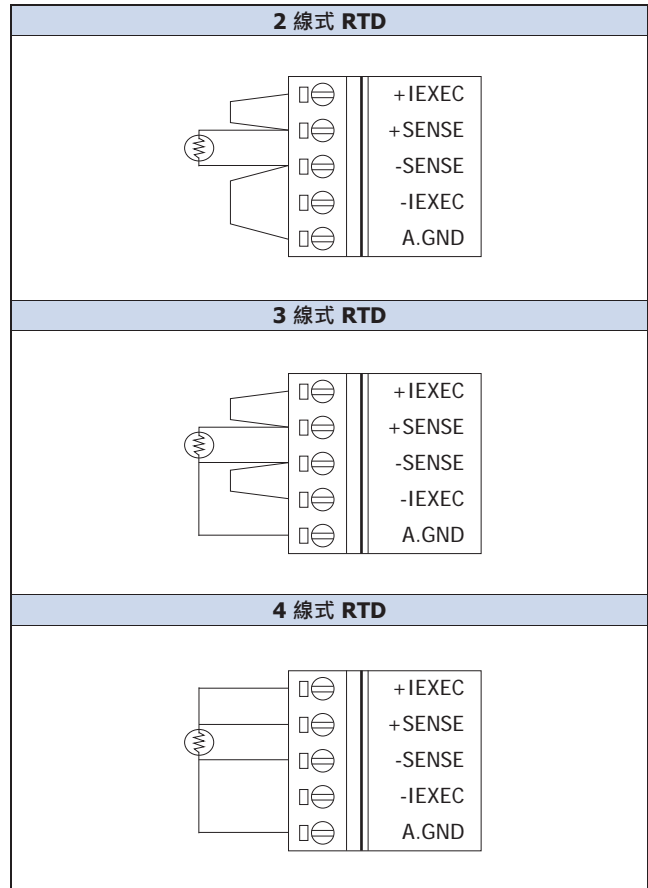 2 線式 RTD
+IEXEC
+SENSE
-SENSE
-IEXEC
A.GND
3 線式 RTD
+IEXEC
+SENSE
-SENSE
-IEXEC
A.GND
4 線式 RTD
+IEXEC
+SENSE
-SENSE
-IEXEC
A.GND